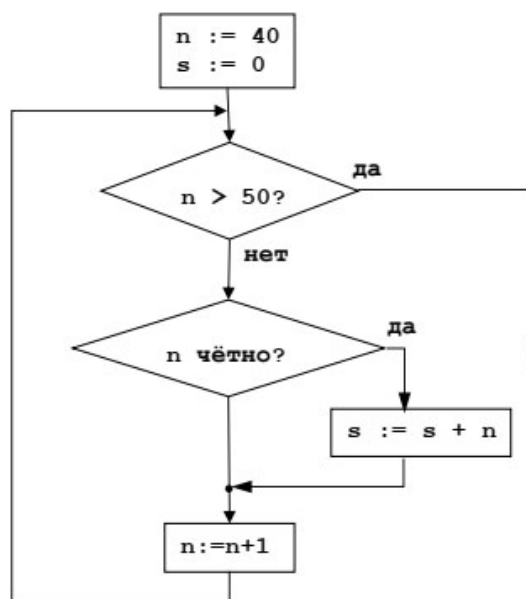 n := 40
s := 0
да
n > 50?
нет
да
n чётно?
s := s + n
n:=n+1